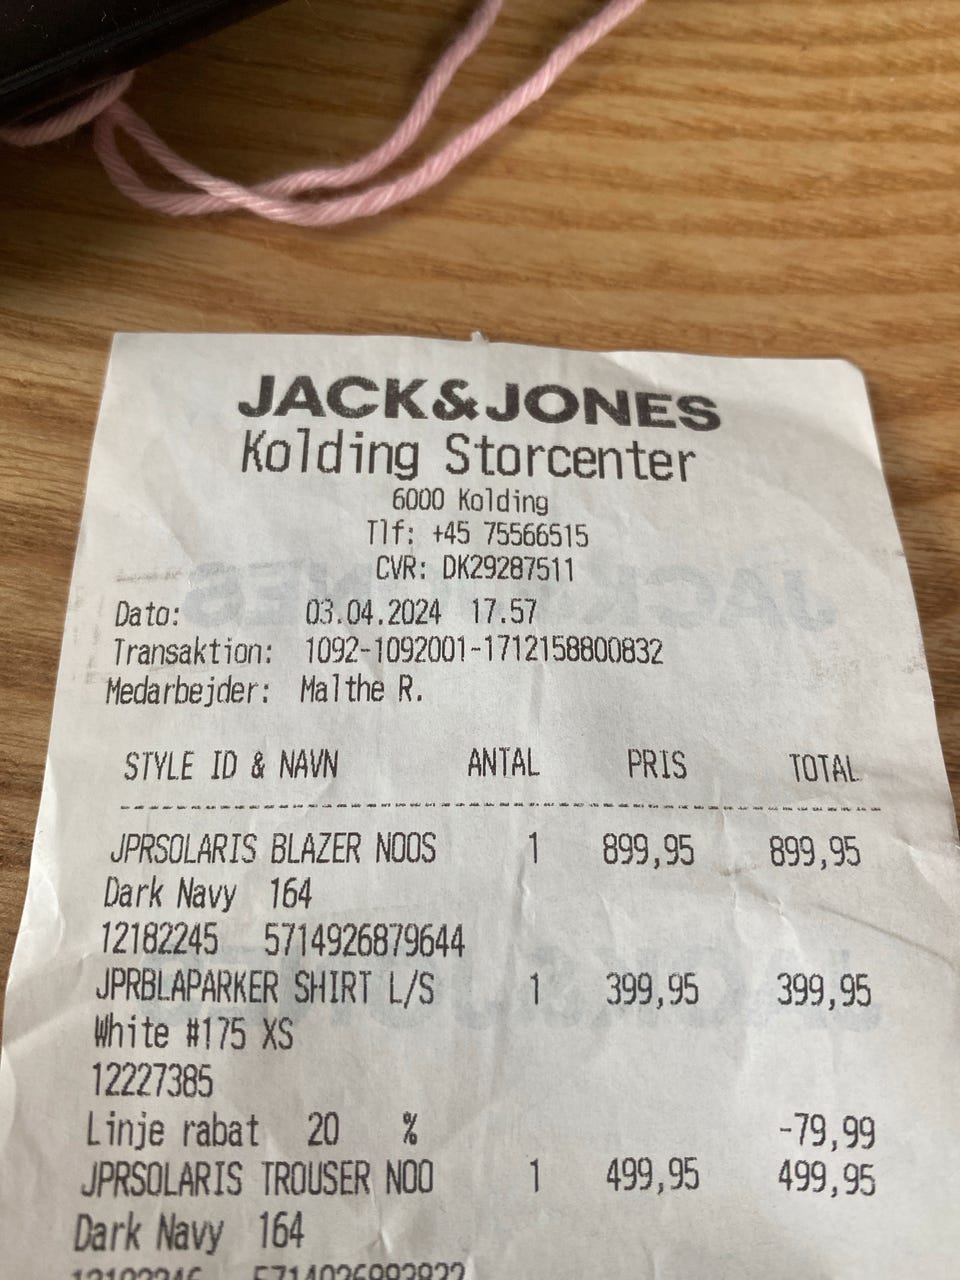 JACK&JONES
Kolding Storcenter
6000 Kolding
Tlf: +45 75566515
CVR: DK29287511
Dato: 03.04.2024 17.57
Transaktion: 1092-1092001-1712158800832
Medarbejder: Malthe R.
STYLE ID & NAVN ANTAL PRIS TOTAL
JPRSOLARIS BLAZER NOOS 1 899,95 899,95
Dark Navy 164
12182245 5714926879644
JPRBLAPARKER SHIRT L/S 1 399,95 399,95
White #175 XS
12227385
Linje rabat 20 % -79,99
JPRSOLARIS TROUSER NOO 1 499,95 499,95
Dark Navy 164